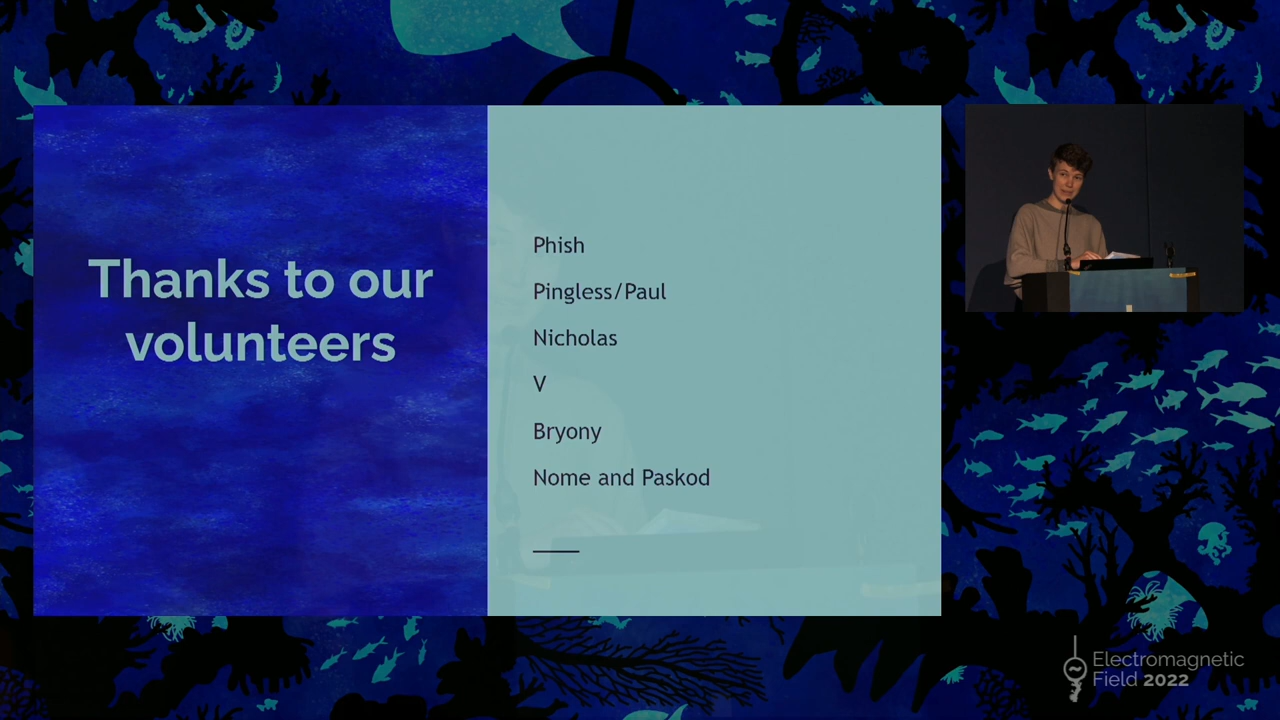 Thanks to our
volunteers
Phish
Pingless/Paul
Nicholas
V
Bryony
Nome and Paskod
Electromagnetic
Field 2022